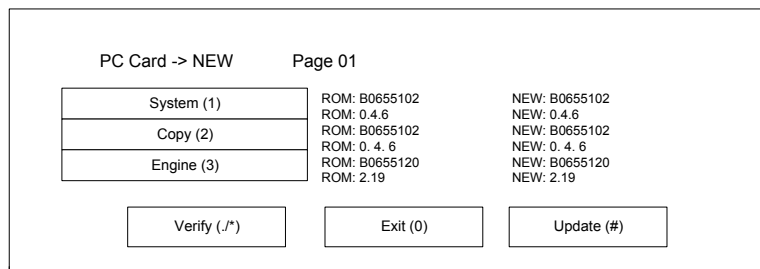 PC Card -> NEW Page 01
System (1) ROM: B0655102 NEW: B0655102
ROM: 0.4.6 NEW: 0.4.6
Copy (2) ROM: B0655102 NEW: B0655102
ROM: 0. 4. 6 NEW: 0. 4. 6
Engine (3) ROM: B0655120 NEW: B0655120
ROM: 2.19 NEW: 2.19
Verify (./*) Exit (0) Update (#)